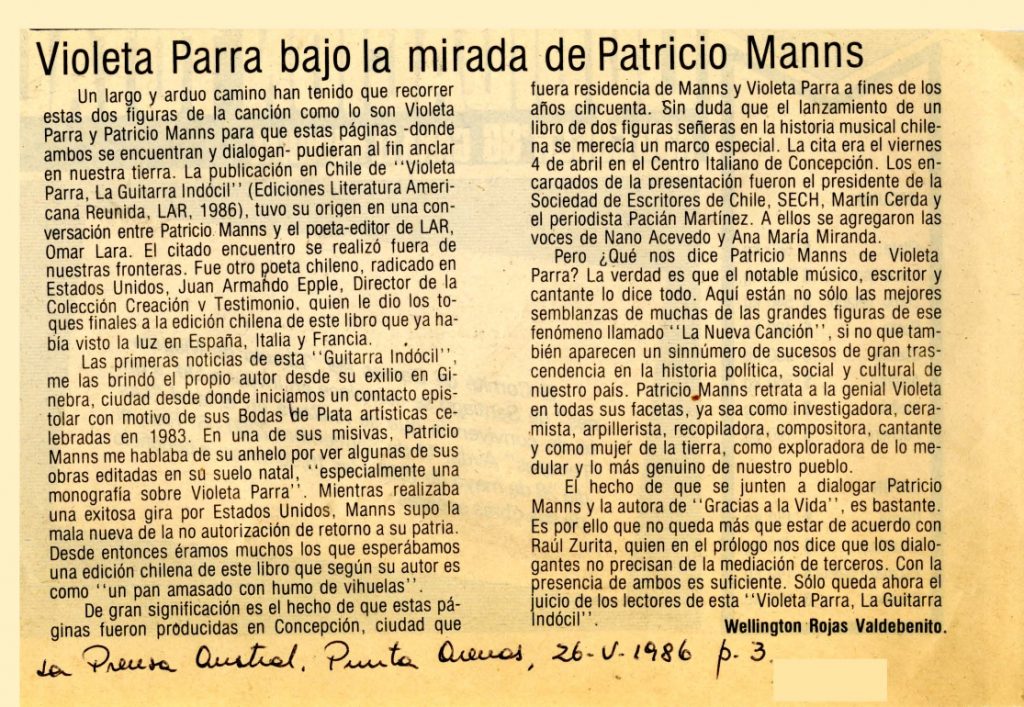 Violeta Parra bajo la mirada de Patricio Manns
Un largo y arduo camino han tenido que recorrer
estas dos figuras de la canción como lo son Violeta
Parra y Patricio Manns para que estas páginas -donde
ambos se encuentran y dialogan- pudieran al fin anclar
en nuestra tierra. La publicación en Chile de ''Violeta
Parra, La Guitarra Indócil'' (Ediciones Literatura Ameri-
cana Reunida, LAR, 1986), tuvo su origen en una con-
versación entre Patricio Manns y el poeta-editor de LAR,
Omar Lara. El citado encuentro se realizó fuera de
nuestras fronteras. Fue otro poeta chileno, radicado en
Estados Unidos, Juan Armando Epple, Director de la
Colección Creación y Testimonio, quien le dio los to-
ques finales a la edición chilena de este libro que ya ha-
bía visto la luz en España, Italia y Francia.
Las primeras noticias de esta ''Guitarra Indócil'',
me las brindó el propio autor desde su exilio en Gi-
nebra, ciudad desde donde iniciamos un contacto epis-
tolar con motivo de sus Bodas de Plata artísticas ce-
lebradas en 1983. En una de sus misivas, Patricio
Manns me hablaba de su anhelo por ver algunas de sus
obras editadas en su suelo natal, ''especialmente una
monografía sobre Violeta Parra''. Mientras realizaba
una exitosa gira por Estados Unidos, Manns supo la
mala nueva de la no autorización de retorno a su patria.
Desde entonces éramos muchos los que esperábamos
una edición chilena de este libro que según su autor es
como ''un pan amasado con humo de vihuelas''.
De gran significación es el hecho de que estas pá-
ginas fueron producidas en Concepción, ciudad que
fuera residencia de Manns y Violeta Parra a fines de los
años cincuenta. Sin duda que el lanzamiento de un
libro de dos figuras señeras en la historia musical chile-
na se merecía un marco especial. La cita era el viernes
4 de abril en el Centro Italiano de Concepción. Los en-
cargados de la presentación fueron el presidente de la
Sociedad de Escritores de Chile, SECH, Martín Cerda y
el periodista Pacián Martínez. A ellos se agregaron las
voces de Nano Acevedo y Ana María Miranda.
Pero ¿Qué nos dice Patricio Manns de Violeta
Parra? La verdad es que el notable músico, escritor y
cantante lo dice todo. Aquí están no sólo las mejores
semblanzas de muchas de las grandes figuras de ese
fenómeno llamado ''La Nueva Canción'', si no que tam-
bién aparecen un sinnúmero de sucesos de gran tras-
cendencia en la historia política, social y cultural de
nuestro país. Patricio Manns retrata a la genial Violeta
en todas sus facetas, ya sea como investigadora, cera-
mista, arpillerista, recopiladora, compositora, cantante
y como mujer de la tierra, como exploradora de lo me-
dular y lo más genuino de nuestro pueblo.
El hecho de que se junten a dialogar Patricio
Manns y la autora de ''Gracias a la Vida'', es bastante.
Es por ello que no queda más que estar de acuerdo con
Raúl Zurita, quien en el prólogo nos dice que los dialo-
gantes no precisan de la mediación de terceros. Con la
presencia de ambos es suficiente. Sólo queda ahora el
juicio de los lectores de esta ''Violeta Parra, La Guitarra
Indócil''.
Wellington Rojas Valdebenito.
La Prensa Austral, Punta Arenas, 26-V-1986 p. 3.